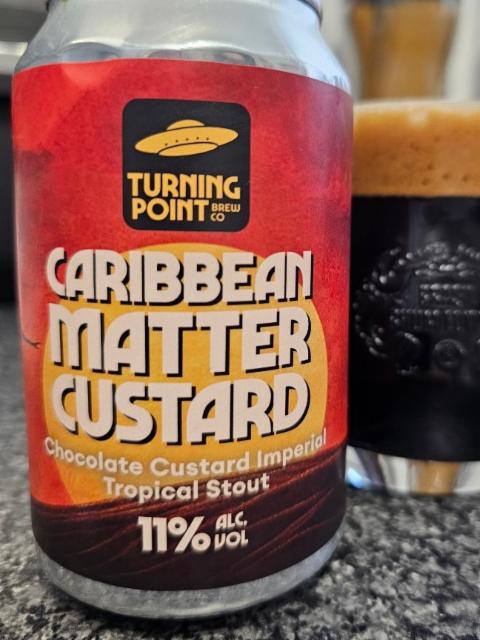 TURNING
POINT BREW CO
CARIBBEAN
MATTER
CUSTARD
Chocolate Custard Imperial
Tropical Stout
11% ALC. VOL